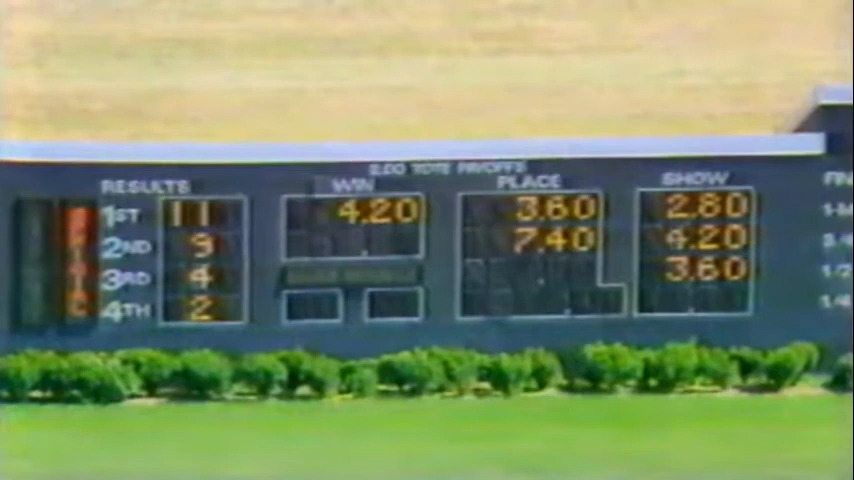 2.00 TOTE PAYOFFS
RESULTS WIN PLACE SHOW
1ST 11 4.20 3.60 2.80
2ND 9 7.40 4.20
3RD 4 3.60
4TH 2